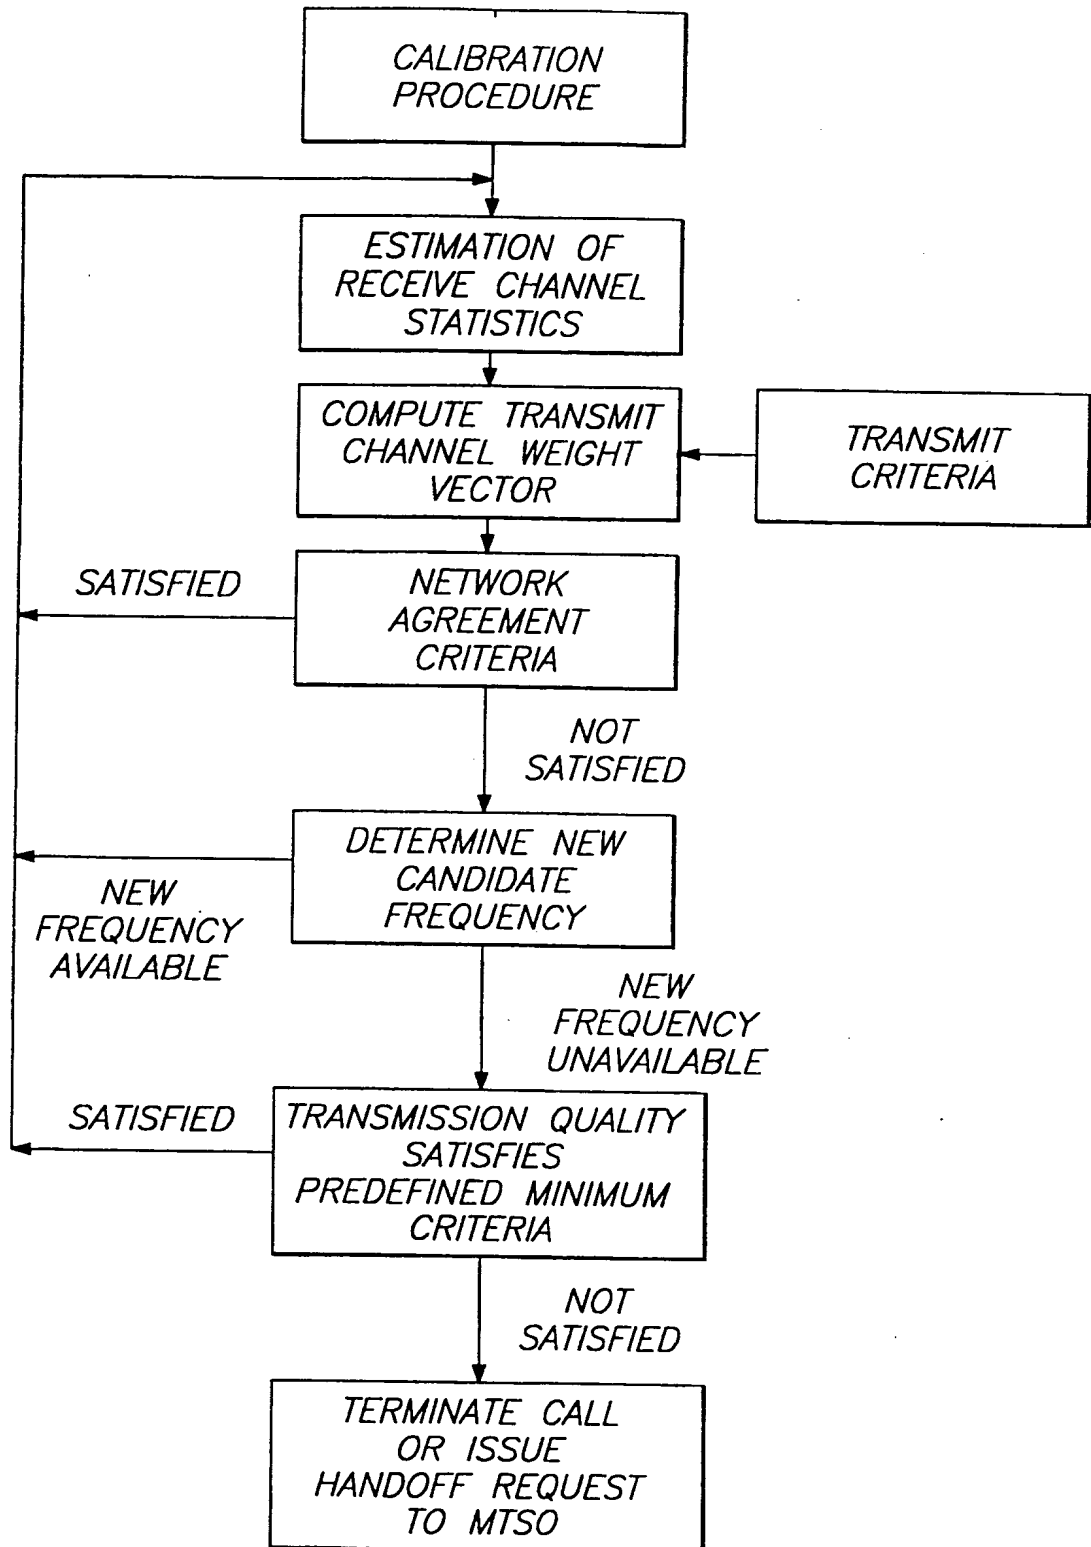 CALIBRATION
PROCEDURE
ESTIMATION OF
RECEIVE CHANNEL
STATISTICS
COMPUTE TRANSMIT
CHANNEL WEIGHT
VECTOR
TRANSMIT
CRITERIA
SATISFIED
NETWORK
AGREEMENT
CRITERIA
NOT
SATISFIED
DETERMINE NEW
CANDIDATE
FREQUENCY
NEW
FREQUENCY
AVAILABLE
NEW
FREQUENCY
UNAVAILABLE
SATISFIED
TRANSMISSION QUALITY
SATISFIES
PREDEFINED MINIMUM
CRITERIA
NOT
SATISFIED
TERMINATE CALL
OR ISSUE
HANDOFF REQUEST
TO MTSO